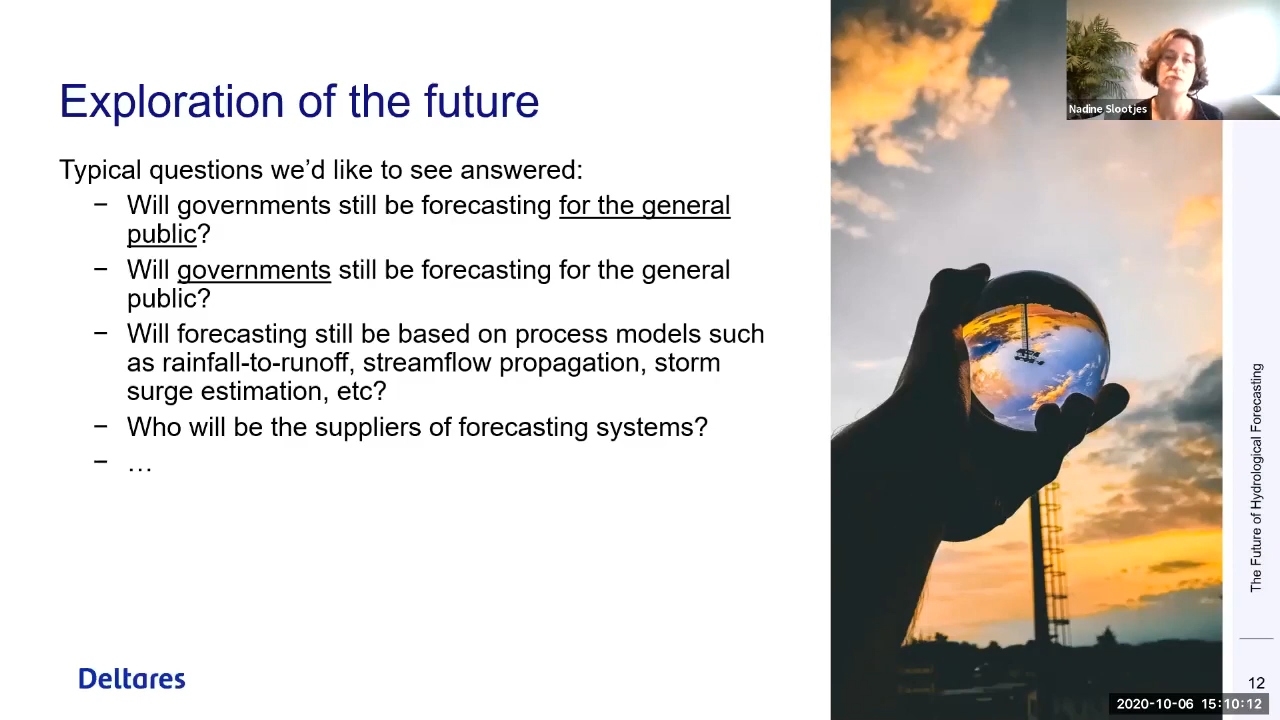 Exploration of the future
Typical questions we’d like to see answered:
− Will governments still be forecasting for the general
public?
− Will governments still be forecasting for the general
public?
− Will forecasting still be based on process models such
as rainfall-to-runoff, streamflow propagation, storm
surge estimation, etc?
− Who will be the suppliers of forecasting systems?
− …
Deltares
Nadine Slootjes
The Future of Hydrological Forecasting
12
2020-10-06 15:10:12